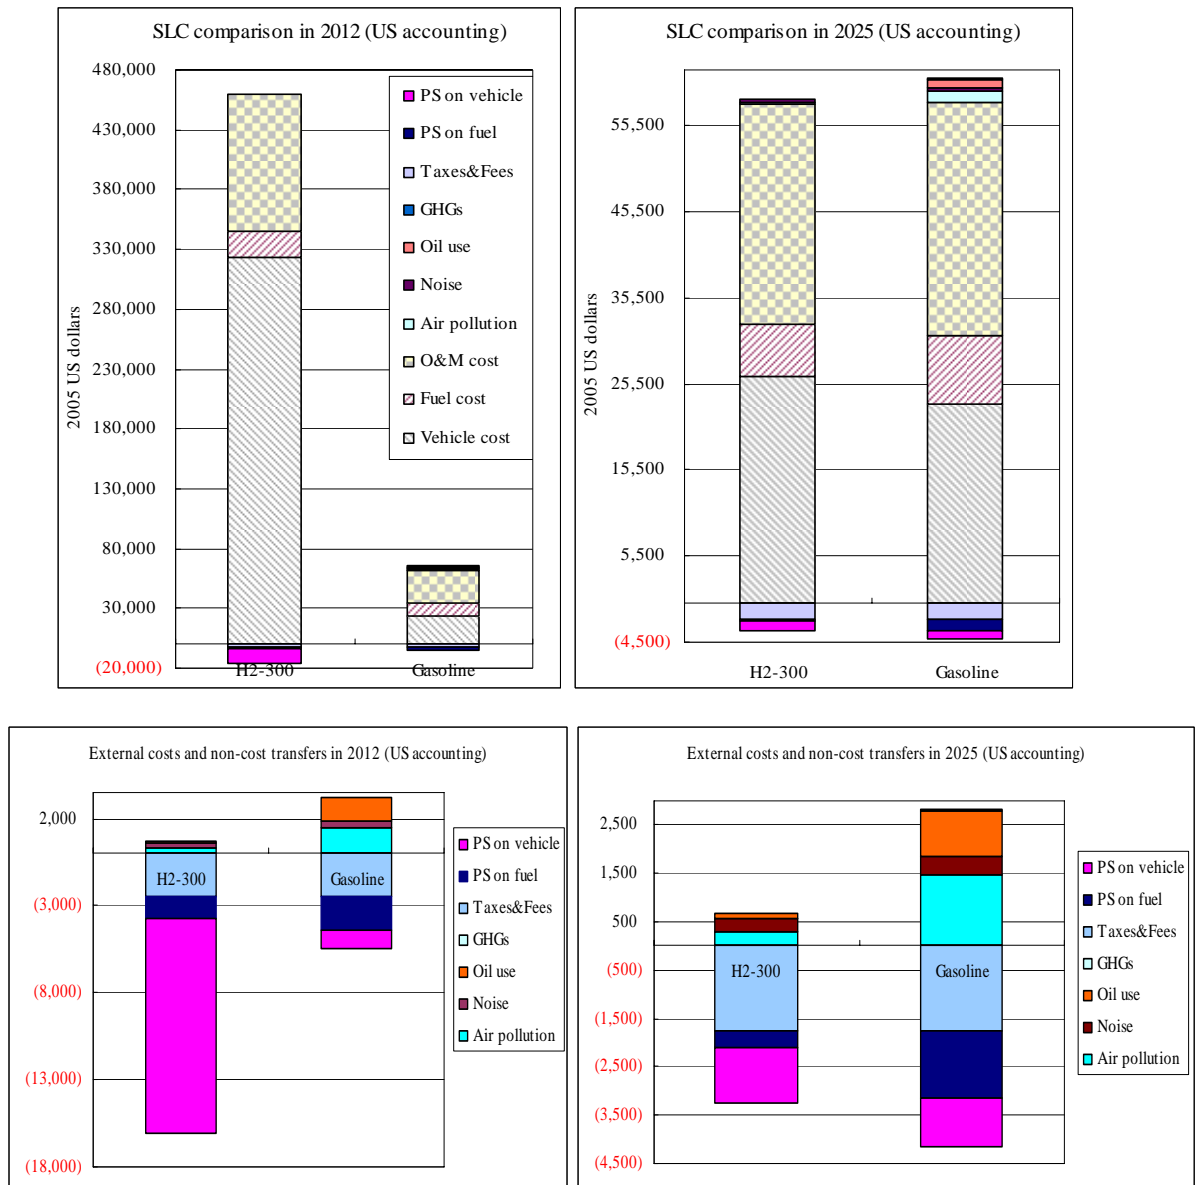 SLC comparison in 2012 (US accounting)
480,000
430,000
380,000
330,000
280,000
230,000
180,000
130,000
80,000
30,000
(20,000)
2005 US dollars
PS on vehicle
PS on fuel
Taxes&Fees
GHGs
Oil use
Noise
Air pollution
O&M cost
Fuel cost
Vehicle cost
H2-300
Gasoline
SLC comparison in 2025 (US accounting)
55,500
45,500
35,500
25,500
15,500
5,500
(4,500)
2005 US dollars
H2-300
Gasoline
External costs and non-cost transfers in 2012 (US accounting)
2,000
(3,000)
(8,000)
(13,000)
(18,000)
H2-300
Gasoline
PS on vehicle
PS on fuel
Taxes&Fees
GHGs
Oil use
Noise
Air pollution
External costs and non-cost transfers in 2025 (US accounting)
2,500
1,500
500
(500)
(1,500)
(2,500)
(3,500)
(4,500)
H2-300
Gasoline
PS on vehicle
PS on fuel
Taxes&Fees
GHGs
Oil use
Noise
Air pollution